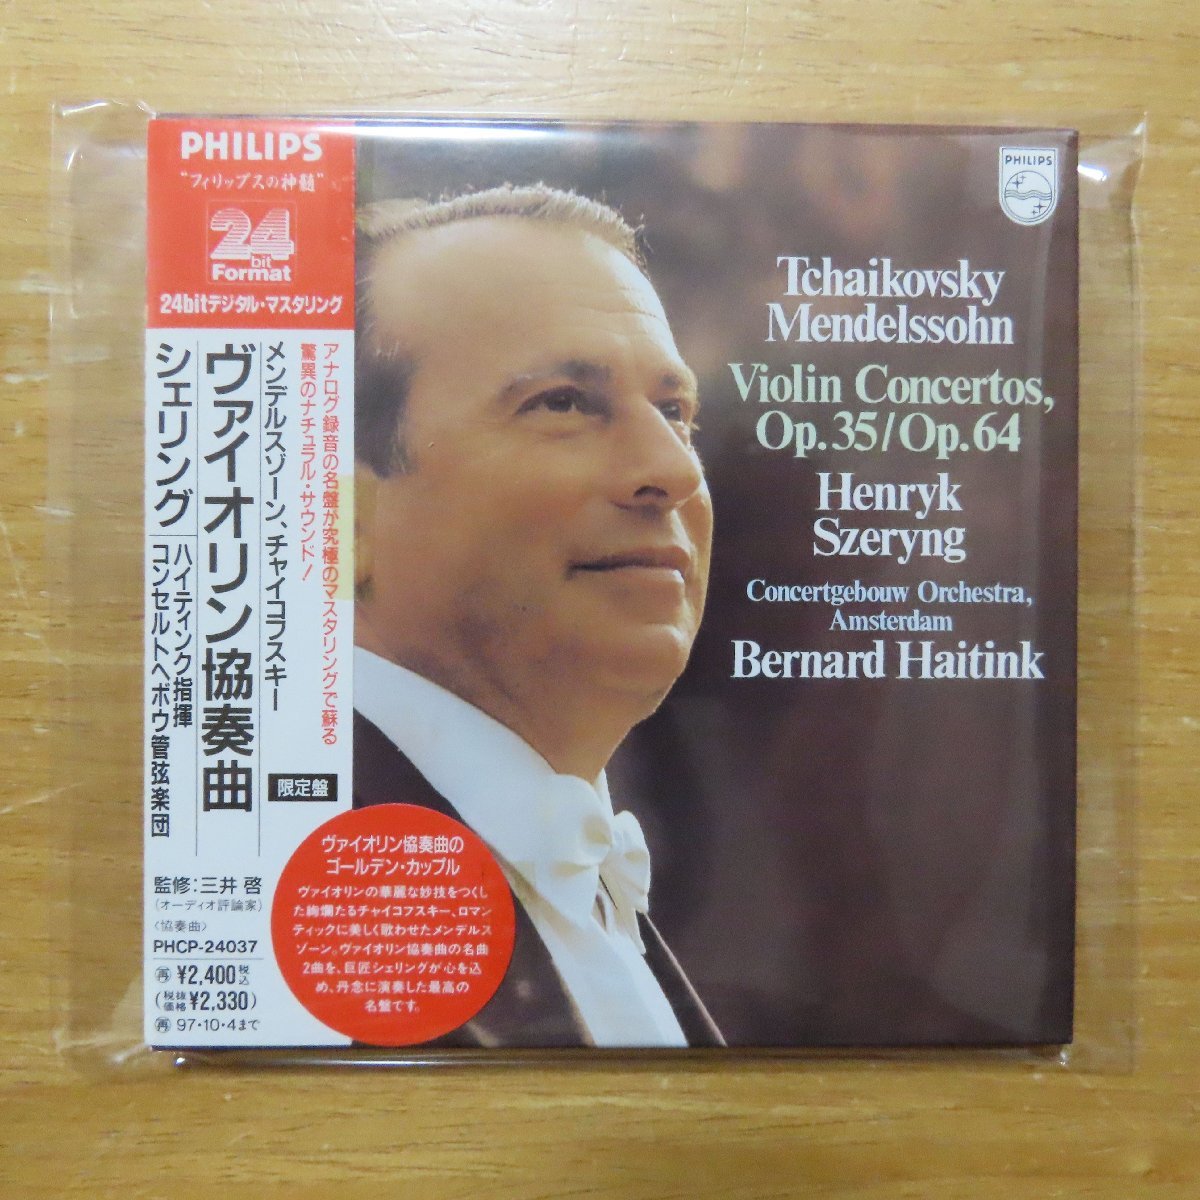 PHILIPS
“フィリップスの神髄”
24
bit
Format
24bitデジタル・マスタリング
アナログ録音の名盤が究極のマスタリングで蘇る
驚異のナチュラル・サウンド！
メンデルスゾーン、チャイコフスキー
ヴァイオリン協奏曲
シェリング
ハイティンク指揮
コンセルトヘボウ管弦楽団
限定盤
監修：三井 啓
（オーディオ評論家）
〈協奏曲〉
PHCP-24037
再 ¥2,400 税込
（税抜価格 ¥2,330）
再 97・10・4まで
ヴァイオリン協奏曲の
ゴールデン・カップル
ヴァイオリンの華麗な妙技をつくし
た絢爛たるチャイコフスキー、ロマン
ティックに美しく歌わせたメンデルス
ゾーン。ヴァイオリン協奏曲の名曲
2曲を、巨匠シェリングが心を込
め、丹念に演奏した最高の
名盤です。
PHILIPS
Tchaikovsky
Mendelssohn
Violin Concertos,
Op.35/Op.64
Henryk
Szeryng
Concertgebouw Orchestra,
Amsterdam
Bernard Haitink